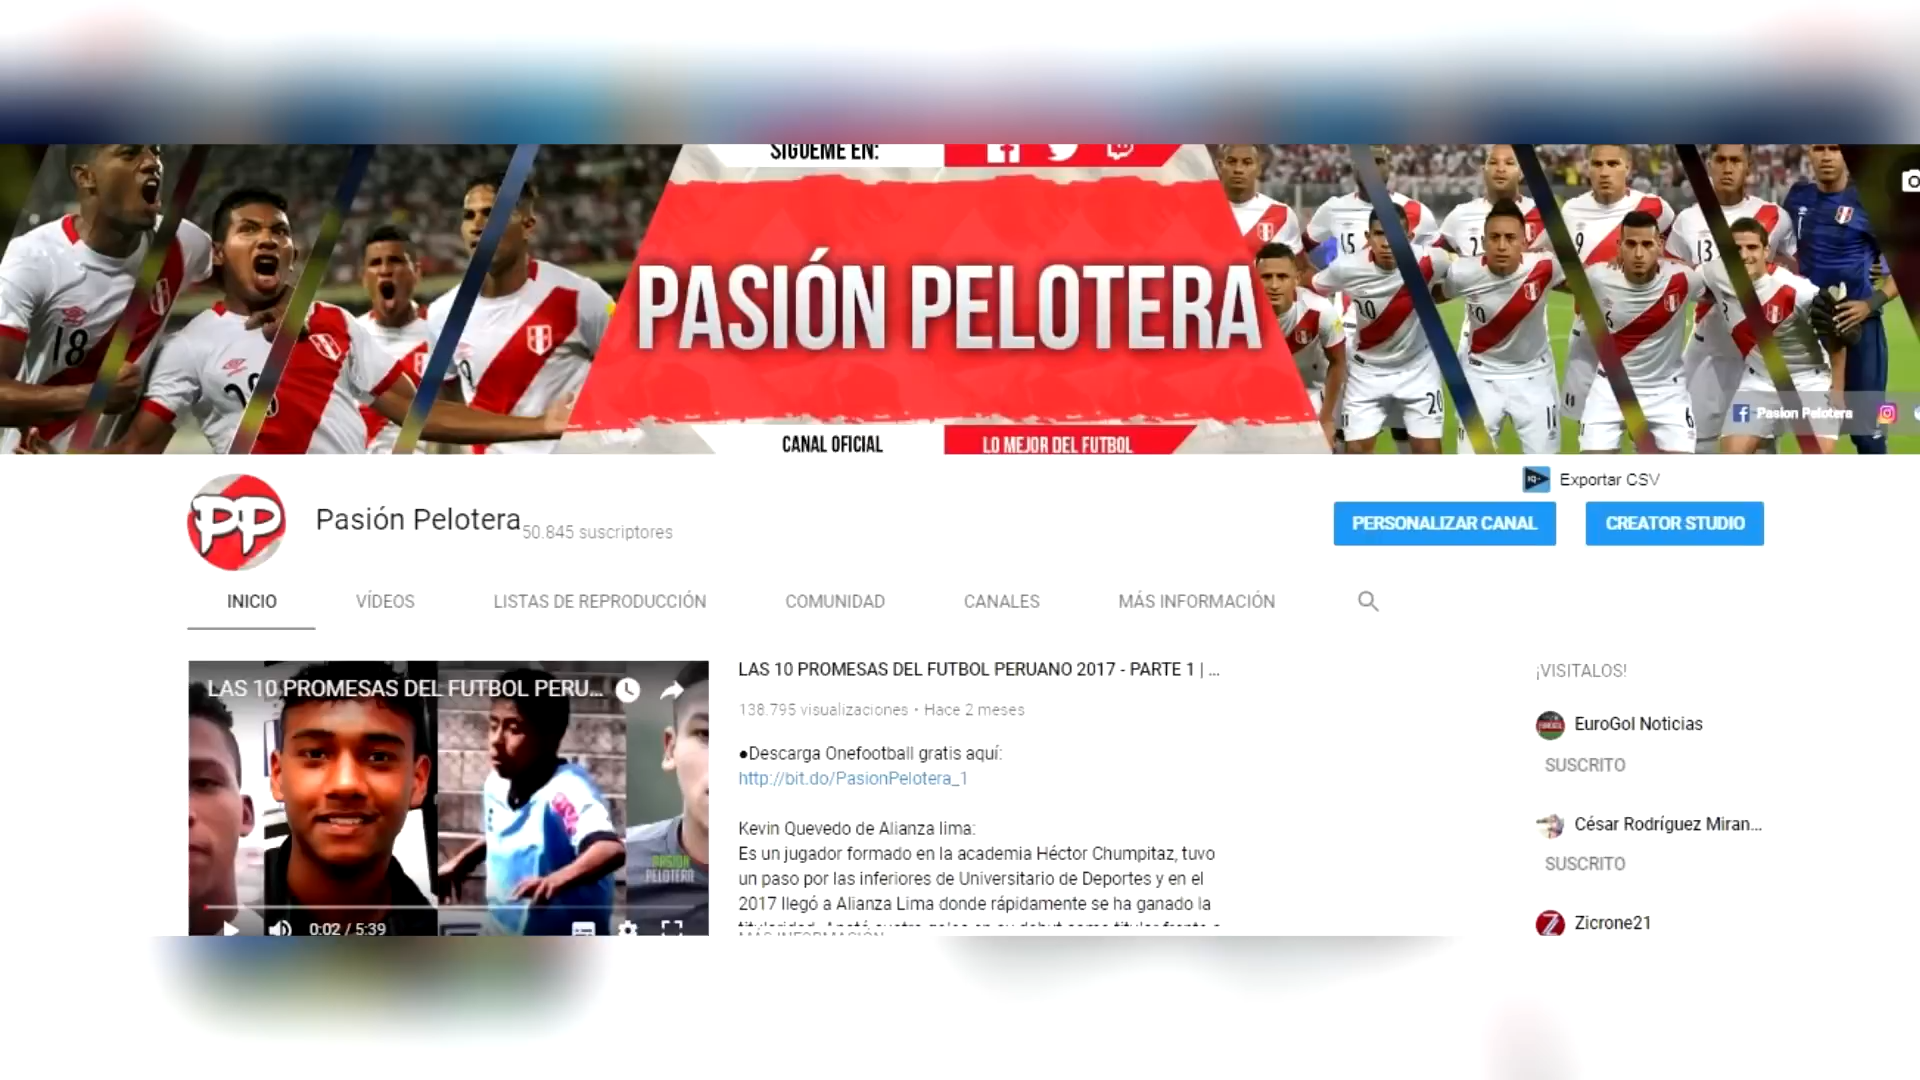 SIGUEME EN:
PASIÓN PELOTERA
CANAL OFICIAL
LO MEJOR DEL FUTBOL
Pasion Pelotera
Exportar CSV
PP
Pasión Pelotera
50.845 suscriptores
PERSONALIZAR CANAL
CREATOR STUDIO
INICIO
VÍDEOS
LISTAS DE REPRODUCCIÓN
COMUNIDAD
CANALES
MÁS INFORMACIÓN
LAS 10 PROMESAS DEL FUTBOL PERU...
PASION
PELOTERA
0:02 / 5:39
LAS 10 PROMESAS DEL FUTBOL PERUANO 2017 - PARTE 1 | ...
138.795 visualizaciones • Hace 2 meses
●Descarga Onefootball gratis aquí:
http://bit.do/PasionPelotera_1
Kevin Quevedo de Alianza lima:
Es un jugador formado en la academia Héctor Chumpitaz, tuvo
un paso por las inferiores de Universitario de Deportes y en el
2017 llegó a Alianza Lima donde rápidamente se ha ganado la
MÁS INFORMACIÓN
¡VISITALOS!
EuroGol Noticias
SUSCRITO
César Rodríguez Miran...
SUSCRITO
Zicrone21